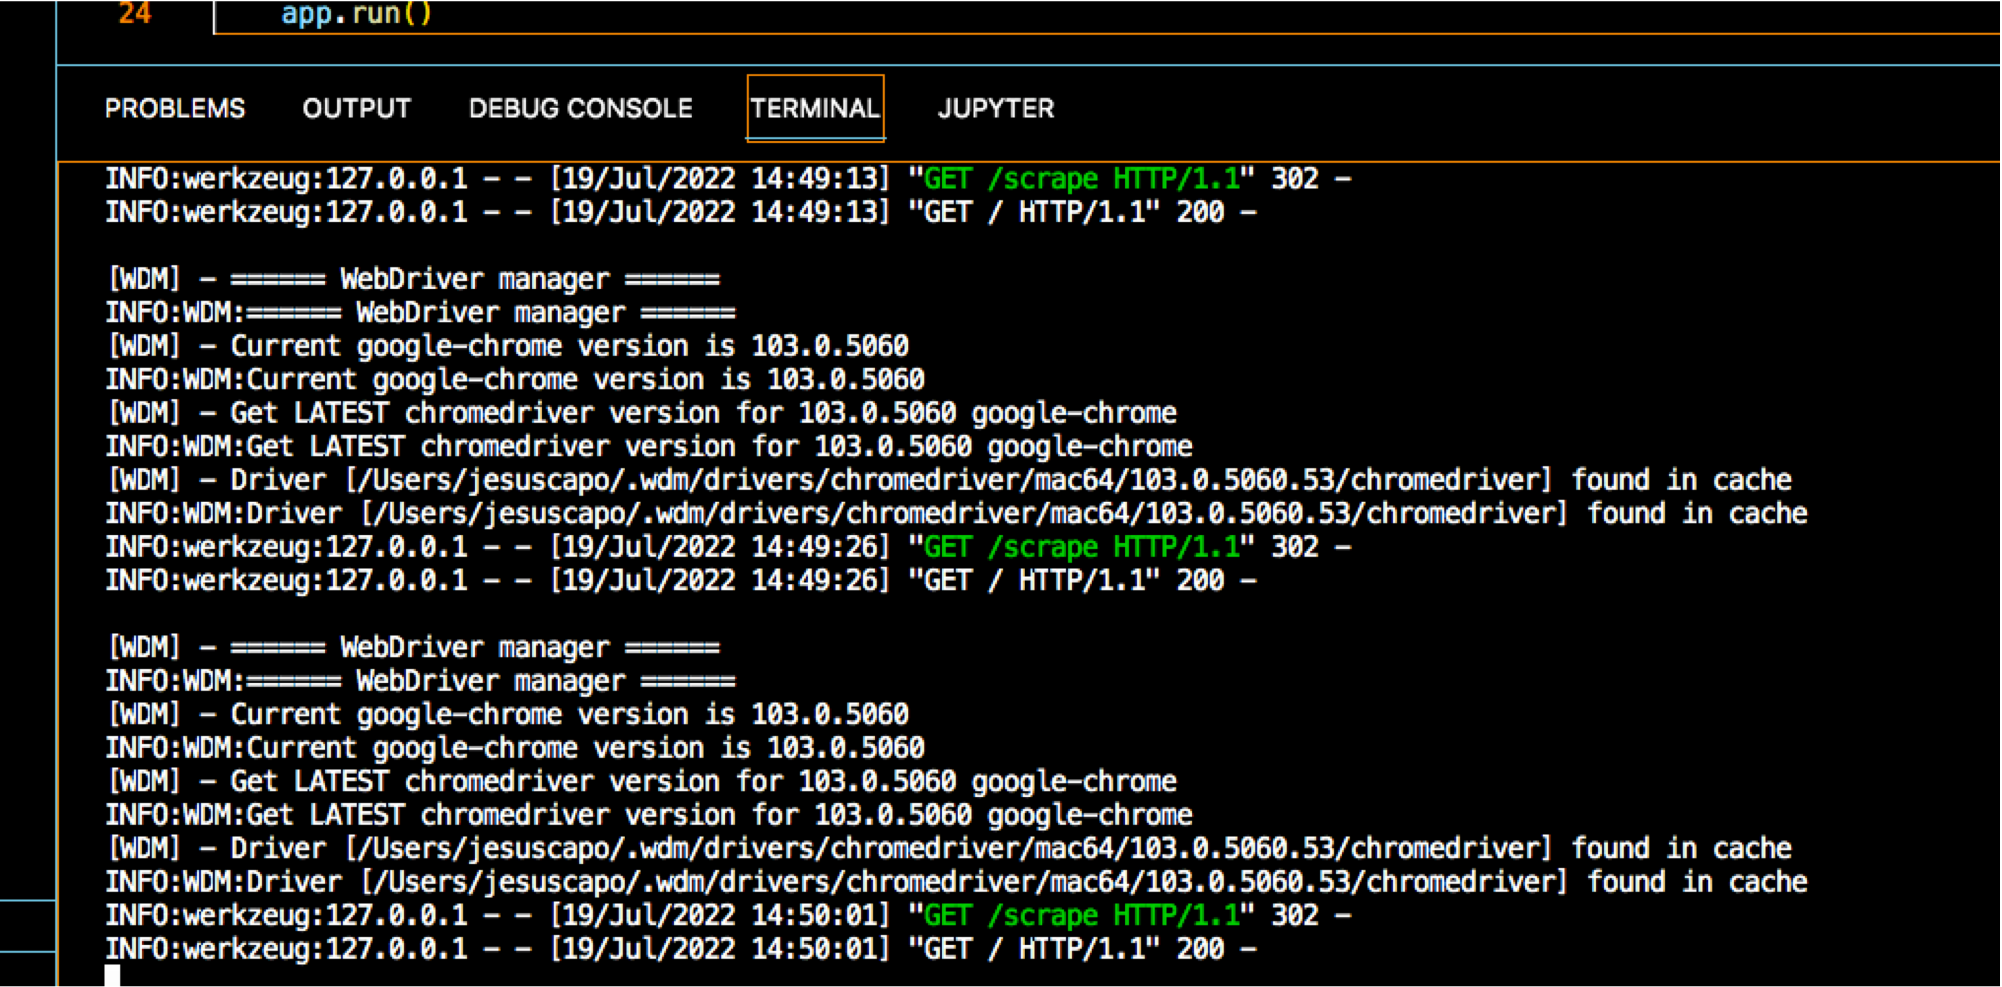 24 app.run()
PROBLEMS OUTPUT DEBUG CONSOLE TERMINAL JUPYTER
INFO:werkzeug:127.0.0.1 - - [19/Jul/2022 14:49:13] "GET /scrape HTTP/1.1" 302 -
INFO:werkzeug:127.0.0.1 - - [19/Jul/2022 14:49:13] "GET / HTTP/1.1" 200 -
[WDM] - ====== WebDriver manager ======
INFO:WDM:====== WebDriver manager ======
[WDM] - Current google-chrome version is 103.0.5060
INFO:WDM:Current google-chrome version is 103.0.5060
[WDM] - Get LATEST chromedriver version for 103.0.5060 google-chrome
INFO:WDM:Get LATEST chromedriver version for 103.0.5060 google-chrome
[WDM] - Driver [/Users/jesuscapo/.wdm/drivers/chromedriver/mac64/103.0.5060.53/chromedriver] found in cache
INFO:WDM:Driver [/Users/jesuscapo/.wdm/drivers/chromedriver/mac64/103.0.5060.53/chromedriver] found in cache
INFO:werkzeug:127.0.0.1 - - [19/Jul/2022 14:49:26] "GET /scrape HTTP/1.1" 302 -
INFO:werkzeug:127.0.0.1 - - [19/Jul/2022 14:49:26] "GET / HTTP/1.1" 200 -
[WDM] - ====== WebDriver manager ======
INFO:WDM:====== WebDriver manager ======
[WDM] - Current google-chrome version is 103.0.5060
INFO:WDM:Current google-chrome version is 103.0.5060
[WDM] - Get LATEST chromedriver version for 103.0.5060 google-chrome
INFO:WDM:Get LATEST chromedriver version for 103.0.5060 google-chrome
[WDM] - Driver [/Users/jesuscapo/.wdm/drivers/chromedriver/mac64/103.0.5060.53/chromedriver] found in cache
INFO:WDM:Driver [/Users/jesuscapo/.wdm/drivers/chromedriver/mac64/103.0.5060.53/chromedriver] found in cache
INFO:werkzeug:127.0.0.1 - - [19/Jul/2022 14:50:01] "GET /scrape HTTP/1.1" 302 -
INFO:werkzeug:127.0.0.1 - - [19/Jul/2022 14:50:01] "GET / HTTP/1.1" 200 -